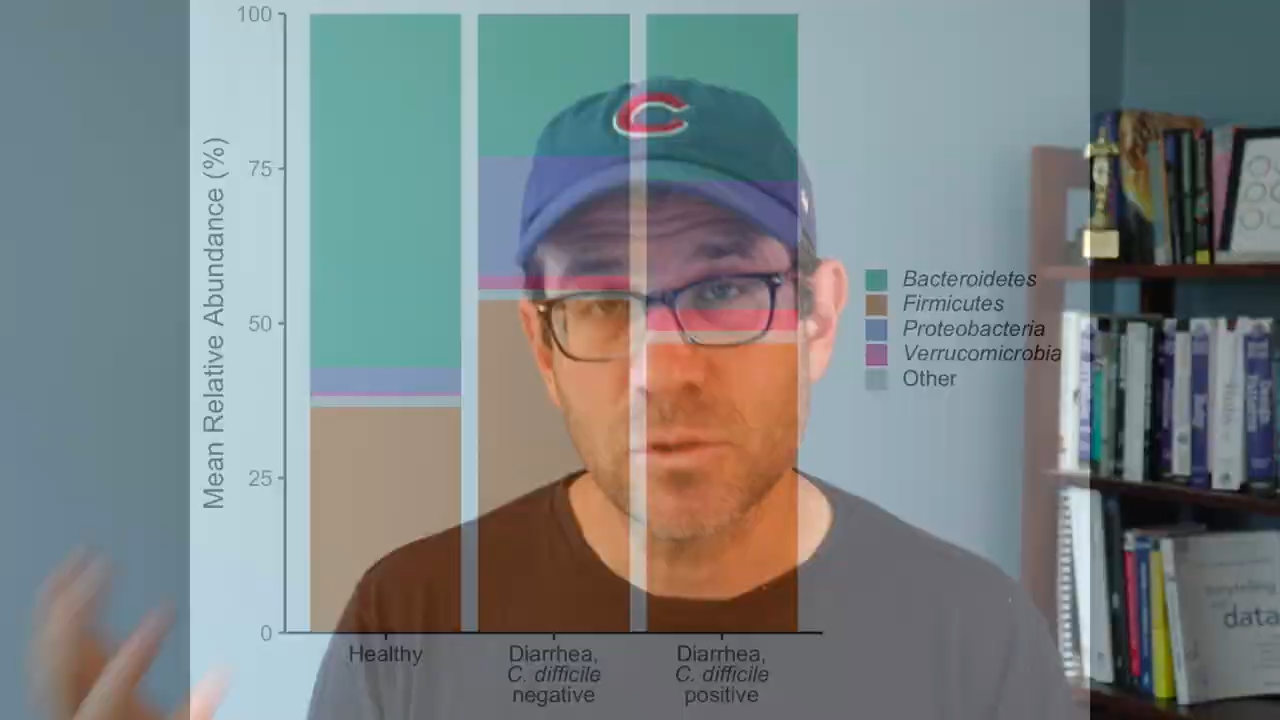 100
75
50
25
0
Mean Relative Abundance (%)
Healthy
Diarrhea,
C. difficile
negative
Diarrhea,
C. difficile
positive
Bacteroidetes
Firmicutes
Proteobacteria
Verrucomicrobia
Other
C
storytelling
data